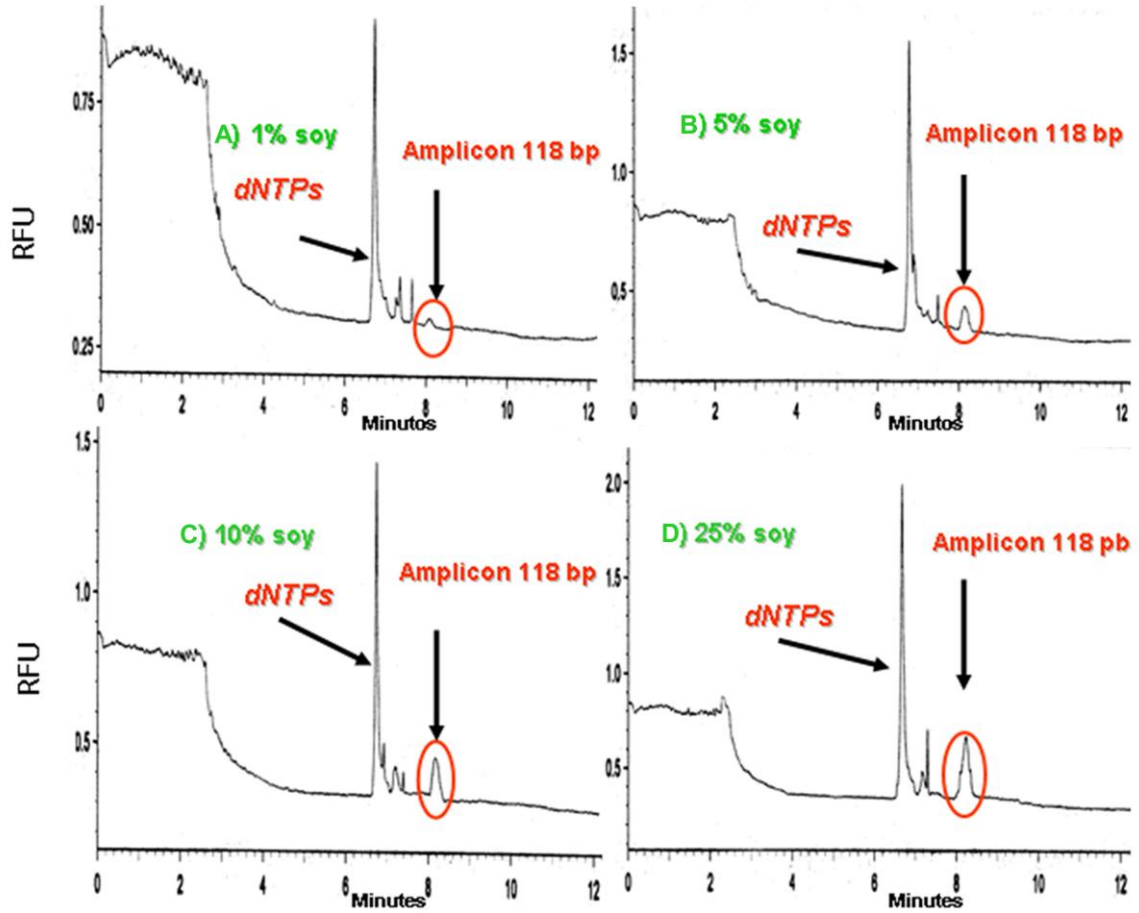 A) 1% soy
Amplicon 118 bp
dNTPs
RFU
0.75
0.50
0.25
0 2 4 6 8 10 12
Minutos
B) 5% soy
Amplicon 118 bp
dNTPs
1.5
1.0
0.5
0 2 4 6 8 10 12
Minutos
C) 10% soy
Amplicon 118 bp
dNTPs
RFU
1.5
1.0
0.5
0 2 4 6 8 10 12
Minutes
D) 25% soy
Amplicon 118 pb
dNTPs
2.0
1.5
1.0
0.5
0 2 4 6 8 10 12
Minutos